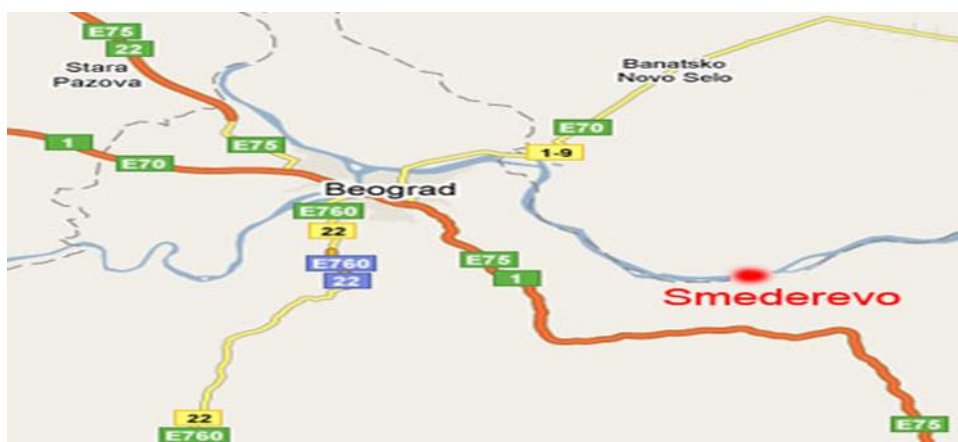 E75
22
Stara
Pazova
Banatsko
Novo Selo
E70
1
E75
1-9
E70
Beograd
E760
22
E75
E760
1
22
Smederevo
22
E760
E75